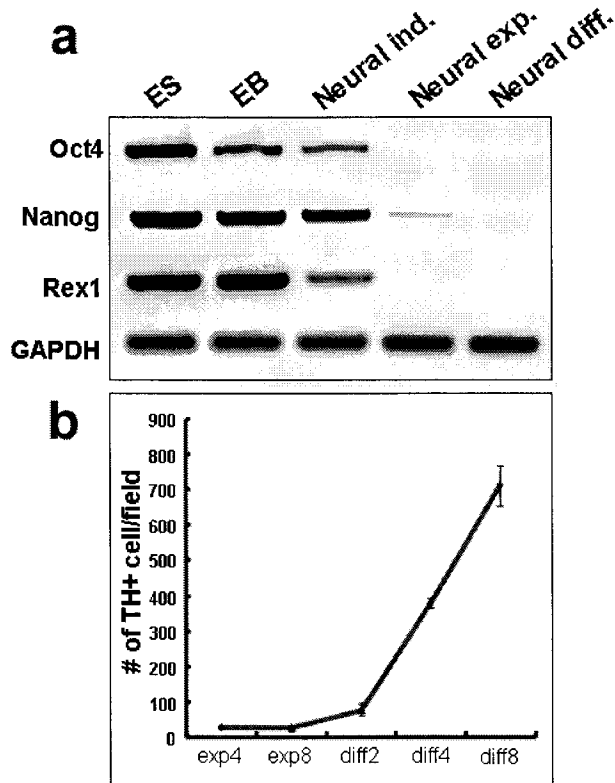 a
ES EB Neural ind. Neural exp. Neural diff.
Oct4
Nanog
Rex1
GAPDH
b
# of TH+ cell/field
900
800
700
600
500
400
300
200
100
0
exp4 exp8 diff2 diff4 diff8